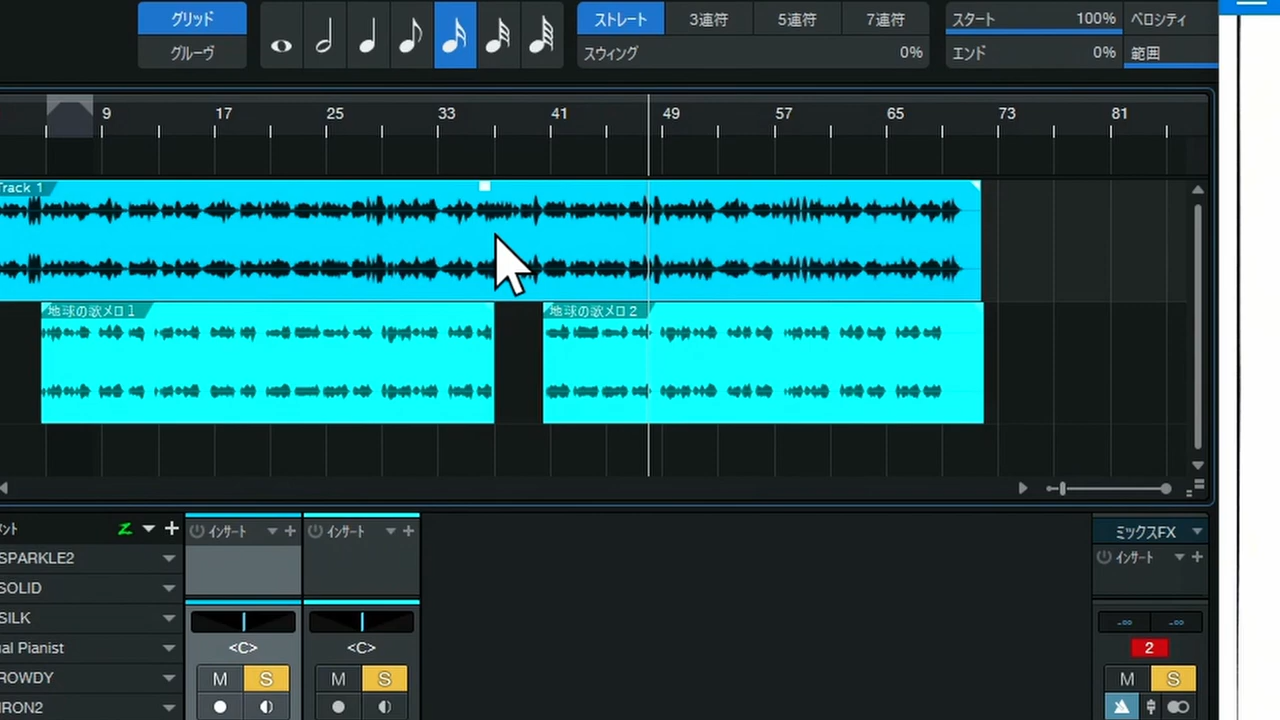 グリッド
グルーヴ
ストレート 3連符 5連符 7連符
スウィング 0%
スタート 100%
エンド 0%
ベロシティ
範囲
9 17 25 33 41 49 57 65 73 81
Track 1
地球の歌メロ1 地球の歌メロ2
インサート インサート ミックスFX
インサート
SPARKLE2
SOLID
SILK
al Pianist
ROWDY
IRON2
<C> <C>
-∞ -∞
2
M S M S M S